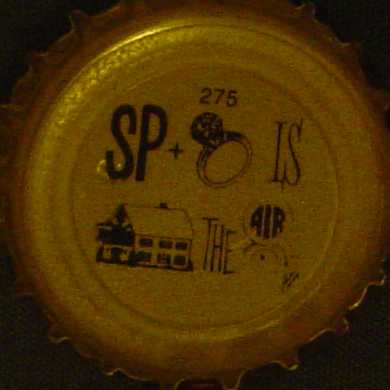 275
SP + IS
THE AIR